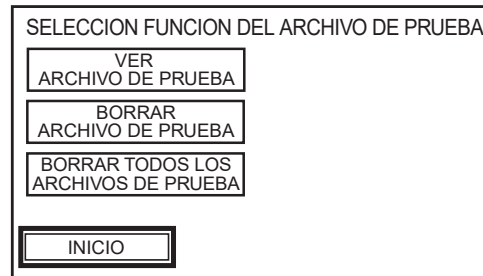 SELECCION FUNCION DEL ARCHIVO DE PRUEBA
VER
ARCHIVO DE PRUEBA
BORRAR
ARCHIVO DE PRUEBA
BORRAR TODOS LOS
ARCHIVOS DE PRUEBA
INICIO